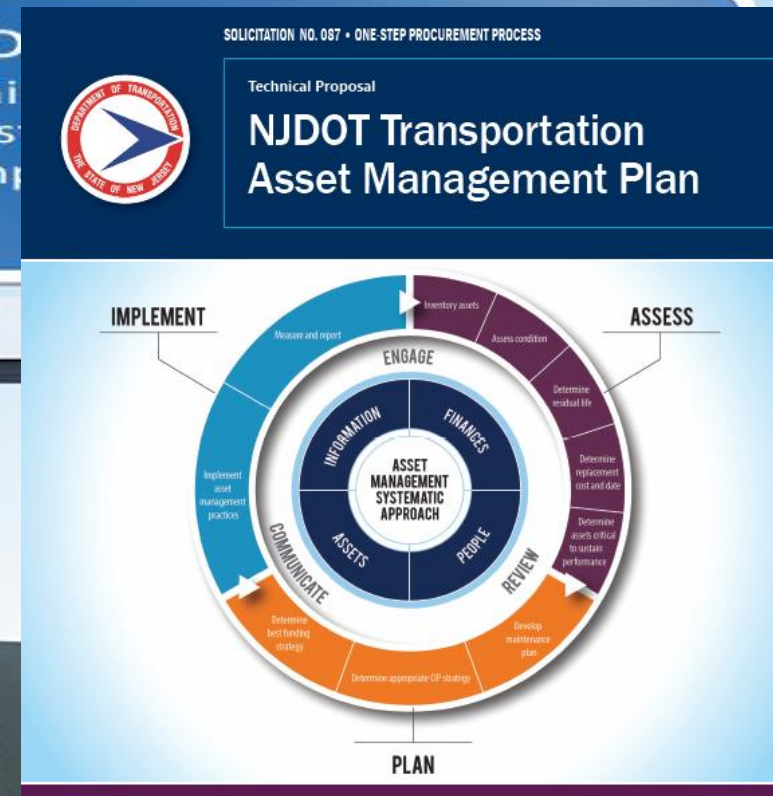 SOLICITATION NO. 087 • ONE-STEP PROCUREMENT PROCESS
DEPARTMENT OF TRANSPORTATION
THE STATE OF NEW JERSEY
Technical Proposal
NJDOT Transportation
Asset Management Plan
IMPLEMENT
ASSESS
PLAN
Measure and report
Implement
asset
management
practices
Inventory assets
Assess condition
Determine
residual life
Determine
replacement
cost and date
Determine
assets critical
to sustain
performance
Develop
maintenance
plan
Determine appropriate CIP strategy
Determine
best funding
strategy
ENGAGE
COMMUNICATE
REVIEW
INFORMATION
FINANCES
ASSETS
PEOPLE
ASSET
MANAGEMENT
SYSTEMATIC
APPROACH